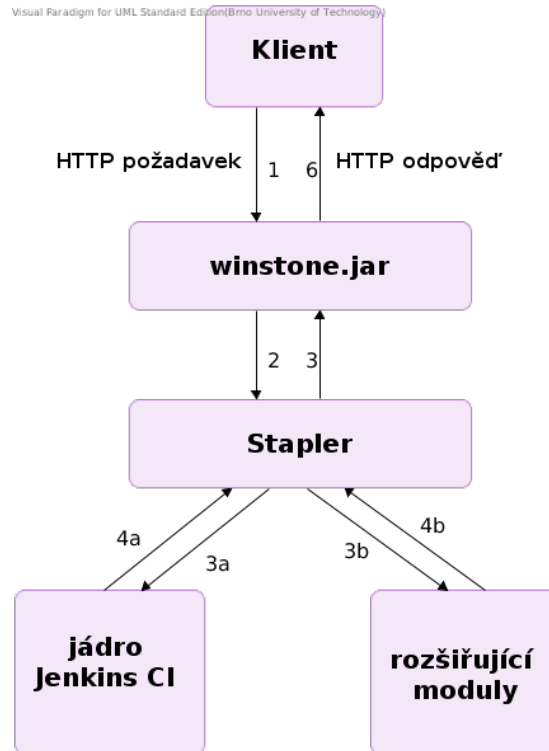 Visual Paradigm for UML Standard Edition(Brno University of Technology)
Klient
HTTP požadavek
1
6
HTTP odpověď
winstone.jar
2
3
Stapler
4a
3a
3b
4b
jádro
Jenkins CI
rozšiřující
moduly